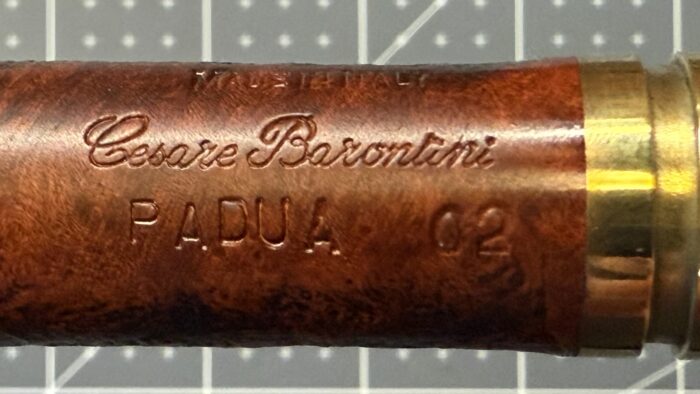 MADE IN ITALY
Cesare Barontini
PADUA 02